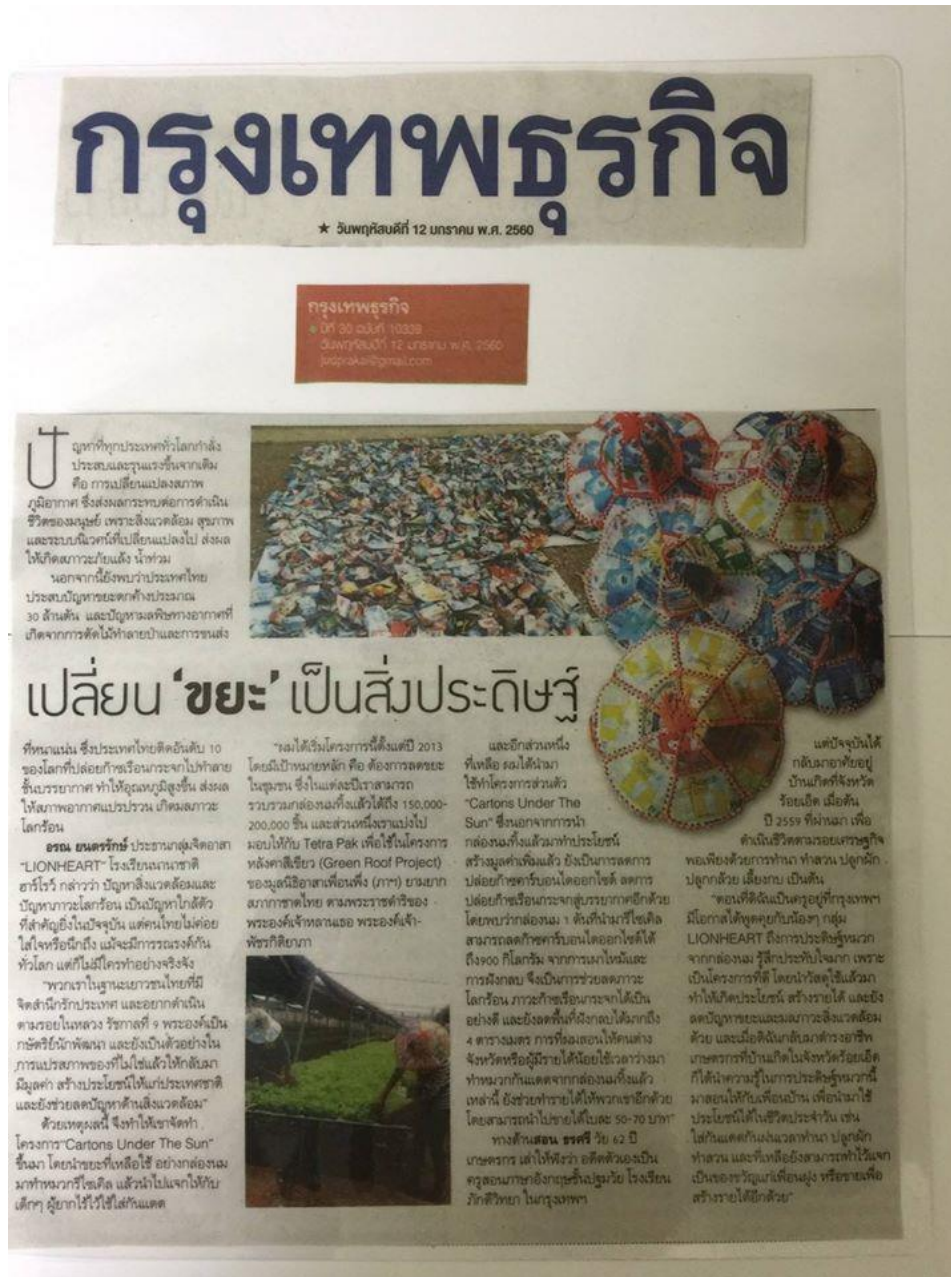 กรุงเทพธุรกิจ
★ วันพฤหัสบดีที่ 12 มกราคม พ.ศ. 2560
กรุงเทพธุรกิจ
ปีที่ 30 ฉบับที่ 10339
วันพฤหัสบดีที่ 12 มกราคม พ.ศ. 2560
judprakai@gmail.com
ปัญหาที่ทุกประเทศทั่วโลกกำลัง
ประสบและรุนแรงขึ้นจากเดิม
คือ การเปลี่ยนแปลงสภาพ
ภูมิอากาศ ซึ่งส่งผลกระทบต่อการดำเนิน
ชีวิตของมนุษย์ เพราะสิ่งแวดล้อม สุขภาพ
และระบบนิเวศน์ที่เปลี่ยนแปลงไป ส่งผล
ให้เกิดสภาวะภัยแล้ง น้ำท่วม
นอกจากนี้ยังพบว่าประเทศไทย
ประสบปัญหาขยะตกค้างประมาณ
30 ล้านตัน และปัญหามลพิษทางอากาศที่
เกิดจากการตัดไม้ทำลายป่าและการขนส่ง
เปลี่ยน 'ขยะ' เป็นสิ่งประดิษฐ์
ที่หนาแน่น ซึ่งประเทศไทยติดอันดับ 10
ของโลกที่ปล่อยก๊าซเรือนกระจกไปทำลาย
ชั้นบรรยากาศ ทำให้อุณหภูมิสูงขึ้น ส่งผล
ให้สภาพอากาศแปรปรวน เกิดมลภาวะ
โลกร้อน
อรณ ยนตรรักษ์ ประธานกลุ่มจิตอาสา
"LIONHEART" โรงเรียนนานาชาติ
ฮาร์โรว์ กล่าวว่า ปัญหาสิ่งแวดล้อมและ
ปัญหาภาวะโลกร้อน เป็นปัญหาใกล้ตัว
ที่สำคัญยิ่งในปัจจุบัน แต่คนไทยไม่ค่อย
ใส่ใจหรือนึกถึง แม้จะมีการรณรงค์กัน
ทั่วโลก แต่ก็ไม่มีใครทำอย่างจริงจัง
"พวกเราในฐานะเยาวชนไทยที่มี
จิตสำนึกรักประเทศ และอยากดำเนิน
ตามรอยในหลวง รัชกาลที่ 9 พระองค์เป็น
กษัตริย์นักพัฒนา และยังเป็นตัวอย่างใน
การแปรสภาพของที่ไม่ใช่แล้วให้กลับมา
มีมูลค่า สร้างประโยชน์ให้แก่ประเทศชาติ
และยังช่วยลดปัญหาด้านสิ่งแวดล้อม"
ด้วยเหตุผลนี้ จึงทำให้เขาจัดทำ
โครงการ"Cartons Under The Sun"
ขึ้นมา โดยนำขยะที่เหลือใช้ อย่างกล่องนม
มาทำหมวกรีไซเคิล แล้วนำไปแจกให้กับ
เด็กๆ ผู้ยากไร้ไว้ใช้ใส่กันแดด
"ผมได้เริ่มโครงการนี้ตั้งแต่ปี 2013
โดยมีเป้าหมายหลัก คือ ต้องการลดขยะ
ในชุมชน ซึ่งในแต่ละปีเราสามารถ
รวบรวมกล่องนมทิ้งแล้วได้ถึง 150,000-
200,000 ชิ้น และส่วนหนึ่งเราแบ่งไป
มอบให้กับ Tetra Pak เพื่อใช้ในโครงการ
หลังคาสีเขียว (Green Roof Project)
ของมูลนิธิอาสาเพื่อนพึ่ง (ภาฯ) ยามยาก
สภากาชาดไทย ตามพระราชดำริของ
พระองค์เจ้าหลานเธอ พระองค์เจ้า-
พัชรกิติยาภา
และอีกส่วนหนึ่ง
ที่เหลือ ผมได้นำมา
ใช้ทำโครงการส่วนตัว
"Cartons Under The
Sun" ซึ่งนอกจากการนำ
กล่องนมทิ้งแล้วมาทำประโยชน์
สร้างมูลค่าเพิ่มแล้ว ยังเป็นการลดการ
ปล่อยก๊าซคาร์บอนไดออกไซด์ ลดการ
ปล่อยก๊าซเรือนกระจกสู่บรรยากาศอีกด้วย
โดยพบว่ากล่องนม 1 ตันที่นำมารีไซเคิล
สามารถลดก๊าซคาร์บอนไดออกไซด์ได้
ถึง900 กิโลกรัม จากการเผาไหม้และ
การฝังกลบ จึงเป็นการช่วยลดภาวะ
โลกร้อน ภาวะก๊าซเรือนกระจกได้เป็น
อย่างดี และยังลดพื้นที่ฝังกลบได้มากถึง
4 ตารางเมตร การที่ผมสอนให้คนต่าง
จังหวัดหรือผู้มีรายได้น้อยใช้เวลาว่างมา
ทำหมวกกันแดดจากกล่องนมทิ้งแล้ว
เหล่านี้ ยังช่วยทำรายได้ให้พวกเขาอีกด้วย
โดยสามารถนำไปขายได้ใบละ 50-70 บาท"
ทางด้านสอน ธรศรี วัย 62 ปี
เกษตรกร เล่าให้ฟังว่า อดีตตัวเองเป็น
ครูสอนภาษาอังกฤษชั้นปฐมวัย โรงเรียน
ภักดีวิทยา ในกรุงเทพฯ
แต่ปัจจุบันได้
กลับมาอาศัยอยู่
บ้านเกิดที่จังหวัด
ร้อยเอ็ด เมื่อต้น
ปี 2559 ที่ผ่านมา เพื่อ
ดำเนินชีวิตตามรอยเศรษฐกิจ
พอเพียงด้วยการทำนา ทำสวน ปลูกผัก
ปลูกกล้วย เลี้ยงกบ เป็นต้น
"ตอนที่ดิฉันเป็นครูอยู่ที่กรุงเทพฯ
มีโอกาสได้พูดคุยกับน้องๆ กลุ่ม
LIONHEART ถึงการประดิษฐ์หมวก
จากกล่องนม รู้สึกประทับใจมาก เพราะ
เป็นโครงการที่ดี โดยนำวัสดุใช้แล้วมา
ทำให้เกิดประโยชน์ สร้างรายได้ และยัง
ลดปัญหาขยะและมลภาวะสิ่งแวดล้อม
ด้วย และเมื่อดิฉันกลับมาดำรงอาชีพ
เกษตรกรที่บ้านเกิดในจังหวัดร้อยเอ็ด
ก็ได้นำความรู้ในการประดิษฐ์หมวกนี้
มาสอนให้กับเพื่อนบ้าน เพื่อนำมาใช้
ประโยชน์ได้ในชีวิตประจำวัน เช่น
ใส่กันแดดกันฝนเวลาทำนา ปลูกผัก
ทำสวน และที่เหลือยังสามารถทำไว้แจก
เป็นของขวัญแก่เพื่อนฝูง หรือขายเพื่อ
สร้างรายได้อีกด้วย"